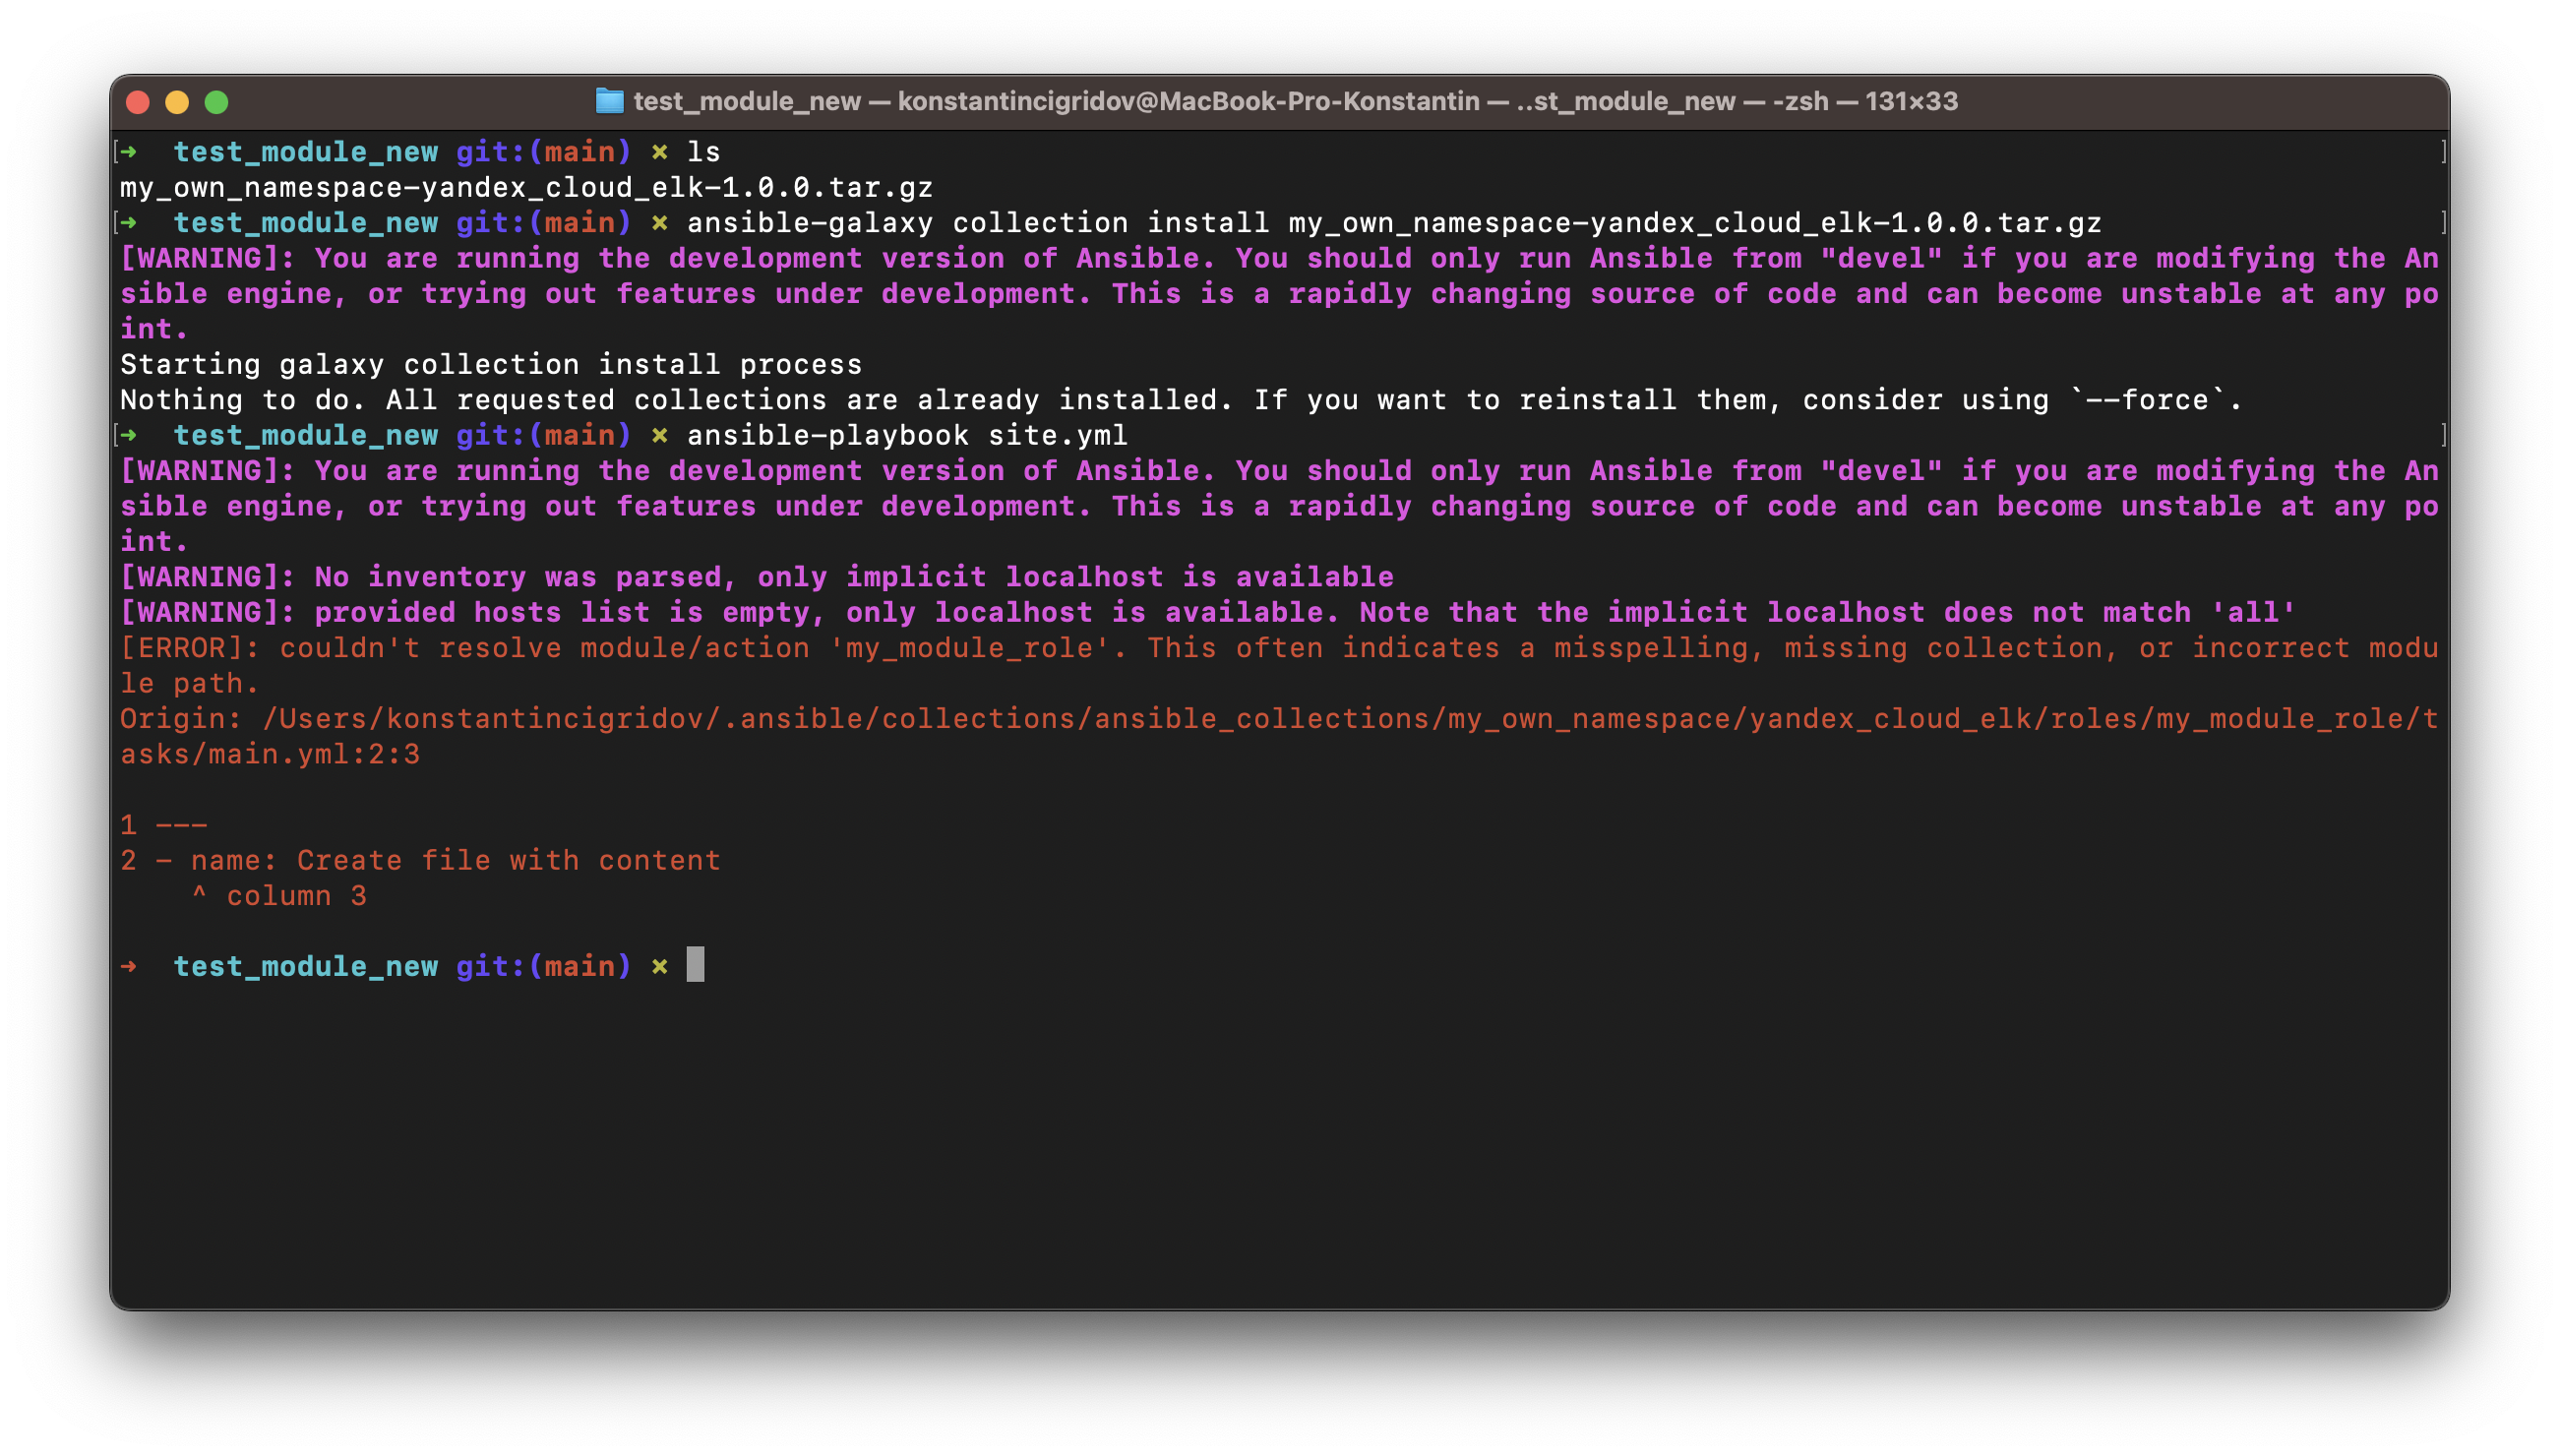 test_module_new — konstantincigridov@MacBook-Pro-Konstantin — ..st_module_new — -zsh — 131×33
[➜  test_module_new git:(main) ✗ ls ]
my_own_namespace-yandex_cloud_elk-1.0.0.tar.gz
[➜  test_module_new git:(main) ✗ ansible-galaxy collection install my_own_namespace-yandex_cloud_elk-1.0.0.tar.gz ]
[WARNING]: You are running the development version of Ansible. You should only run Ansible from "devel" if you are modifying the An
sible engine, or trying out features under development. This is a rapidly changing source of code and can become unstable at any po
int.
Starting galaxy collection install process
Nothing to do. All requested collections are already installed. If you want to reinstall them, consider using `--force`.
[➜  test_module_new git:(main) ✗ ansible-playbook site.yml ]
[WARNING]: You are running the development version of Ansible. You should only run Ansible from "devel" if you are modifying the An
sible engine, or trying out features under development. This is a rapidly changing source of code and can become unstable at any po
int.
[WARNING]: No inventory was parsed, only implicit localhost is available
[WARNING]: provided hosts list is empty, only localhost is available. Note that the implicit localhost does not match 'all'
[ERROR]: couldn't resolve module/action 'my_module_role'. This often indicates a misspelling, missing collection, or incorrect modu
le path.
Origin: /Users/konstantincigridov/.ansible/collections/ansible_collections/my_own_namespace/yandex_cloud_elk/roles/my_module_role/t
asks/main.yml:2:3
1 ---
2 - name: Create file with content
    ^ column 3
➜  test_module_new git:(main) ✗